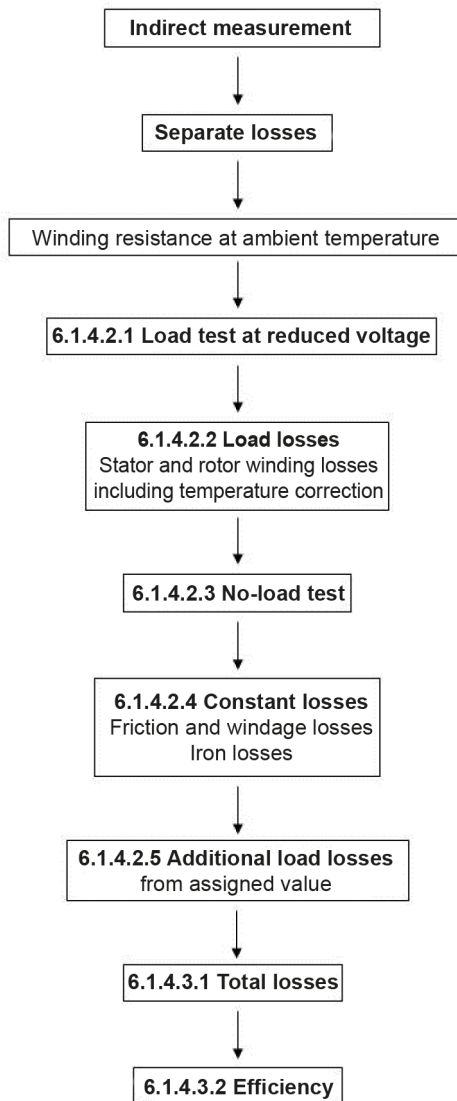 Indirect measurement
Separate losses
Winding resistance at ambient temperature
6.1.4.2.1 Load test at reduced voltage
6.1.4.2.2 Load losses
Stator and rotor winding losses
including temperature correction
6.1.4.2.3 No-load test
6.1.4.2.4 Constant losses
Friction and windage losses
Iron losses
6.1.4.2.5 Additional load losses
from assigned value
6.1.4.3.1 Total losses
6.1.4.3.2 Efficiency